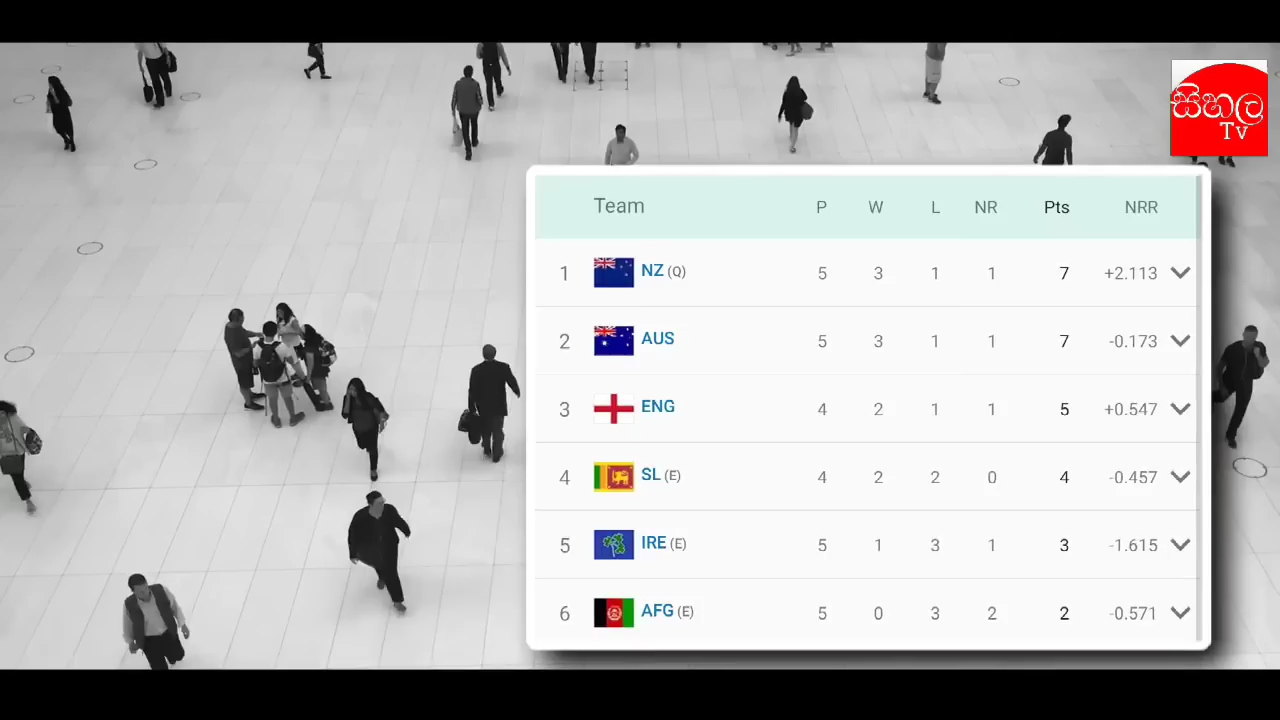 සිහල
Tv
Team P W L NR Pts NRR
1 NZ (Q) 5 3 1 1 7 +2.113
2 AUS 5 3 1 1 7 -0.173
3 ENG 4 2 1 1 5 +0.547
4 SL (E) 4 2 2 0 4 -0.457
5 IRE (E) 5 1 3 1 3 -1.615
6 AFG (E) 5 0 3 2 2 -0.571